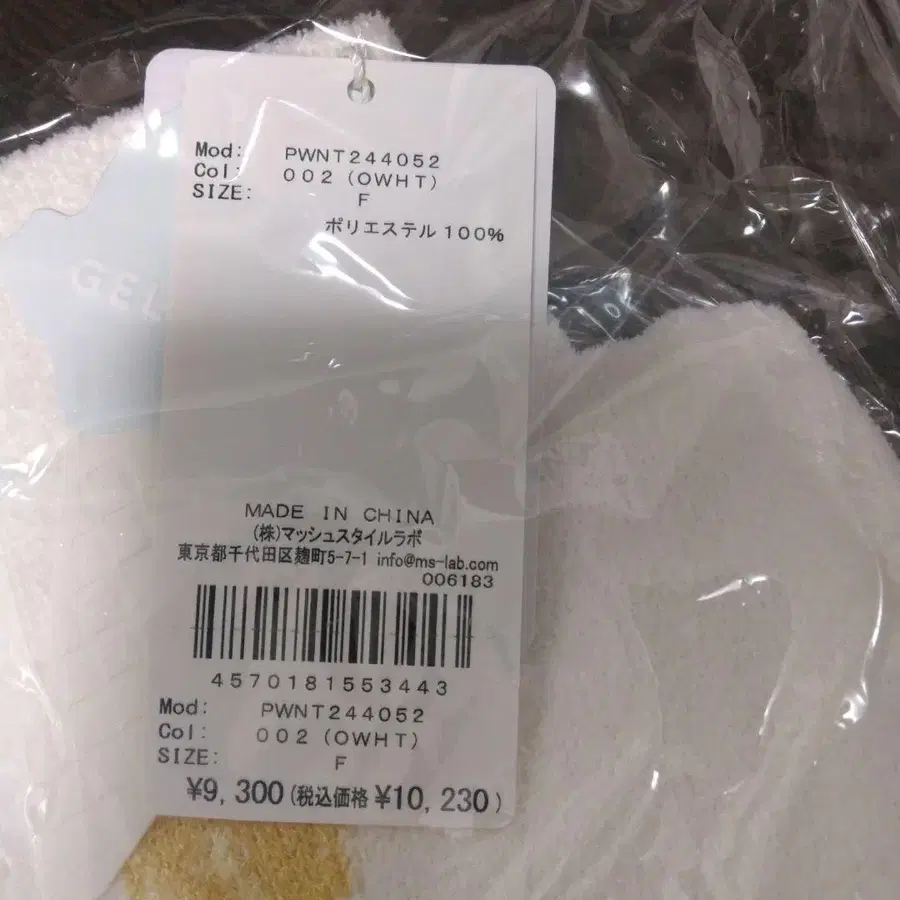 Mod: PWNT244052
Col: 002 (OWHT)
SIZE: F
ポリエステル 100%
GEL
MADE IN CHINA
(株)マッシュスタイルラボ
東京都千代田区麹町5-7-1 info@ms-lab.com
006183
4570181553443
Mod: PWNT244052
Col: 002 (OWHT)
SIZE: F
¥9,300 (税込価格 ¥10,230)